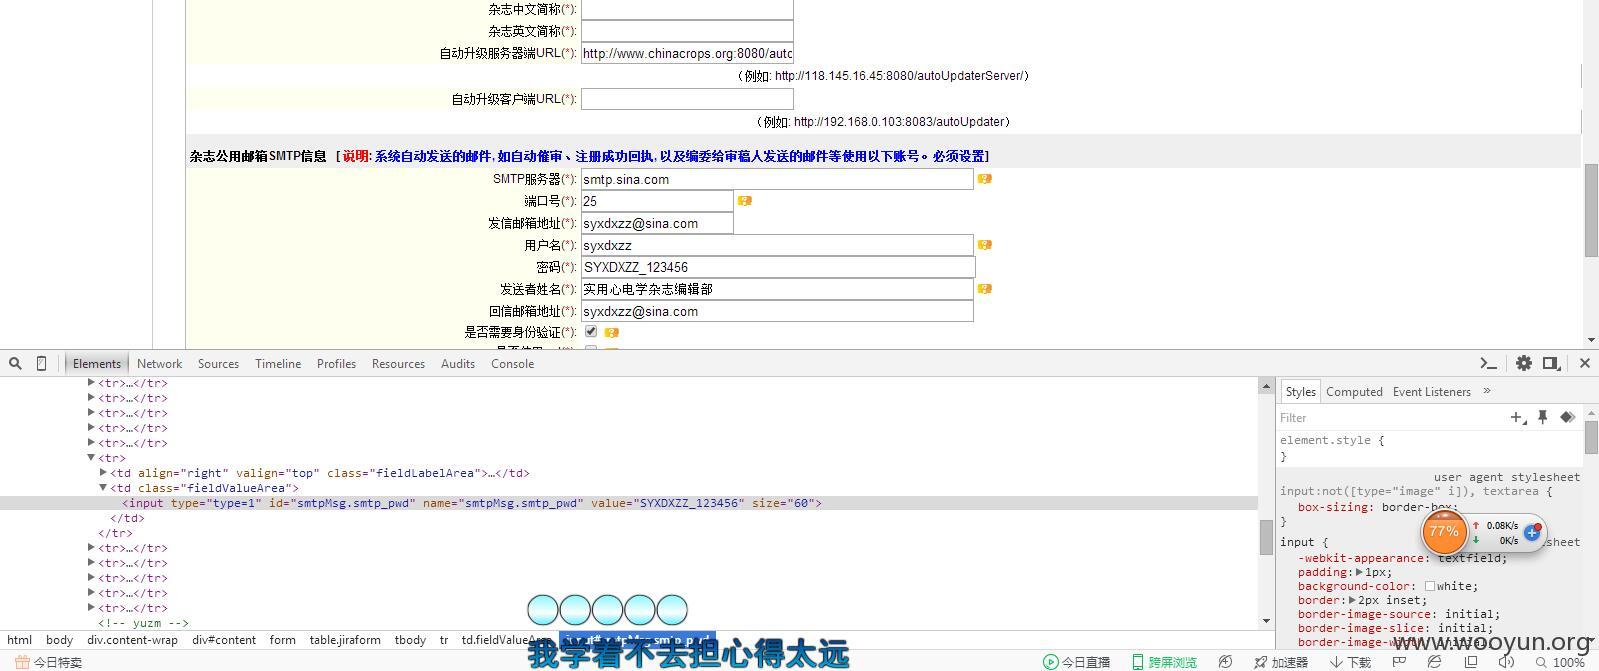 杂志中文简称(*):
杂志英文简称(*):
自动升级服务器端URL(*): http://www.chinacrops.org:8080/autc
（例如: http://118.145.16.45:8080/autoUpdaterServer/）
自动升级客户端URL(*):
（例如: http://192.168.0.103:8083/autoUpdater）
杂志公用邮箱SMTP信息 [说明: 系统自动发送的邮件,如自动催审、注册成功回执,以及编委给审稿人发送的邮件等使用以下账号。必须设置]
SMTP服务器(*): smtp.sina.com
端口号(*): 25
发信邮箱地址(*): syxdxzz@sina.com
用户名(*): syxdxzz
密码(*): SYXDXZZ_123456
发送者姓名(*): 实用心电学杂志编辑部
回信邮箱地址(*): syxdxzz@sina.com
是否需要身份验证(*):
Elements Network Sources Timeline Profiles Resources Audits Console
<tr>…</tr>
<tr>…</tr>
<tr>…</tr>
<tr>…</tr>
<tr>…</tr>
<tr>
<td align="right" valign="top" class="fieldLabelArea">…</td>
<td class="fieldValueArea">
<input type="type=1" id="smtpMsg.smtp_pwd" name="smtpMsg.smtp_pwd" value="SYXDXZZ_123456" size="60">
</td>
</tr>
<tr>…</tr>
<tr>…</tr>
<tr>…</tr>
<tr>…</tr>
<tr>…</tr>
<!-- yuzm -->
html body div.content-wrap div#content form table.jiraform tbody tr td.fieldValueArea input#smtpMsg.smtp_pwd
Styles Computed Event Listeners »
Filter
element.style {
}
user agent stylesheet
input:not([type="image" i]), textarea {
box-sizing: border-box;
}
input {
-webkit-appearance: textfield;
padding: 1px;
background-color: white;
border: 2px inset;
border-image-source: initial;
border-image-slice: initial;
77%
0.08K/s
0K/s
我学着不去担心得太远
www.wooyun.org
今日特卖 今日直播 跨屏浏览 加速器 下载 100%